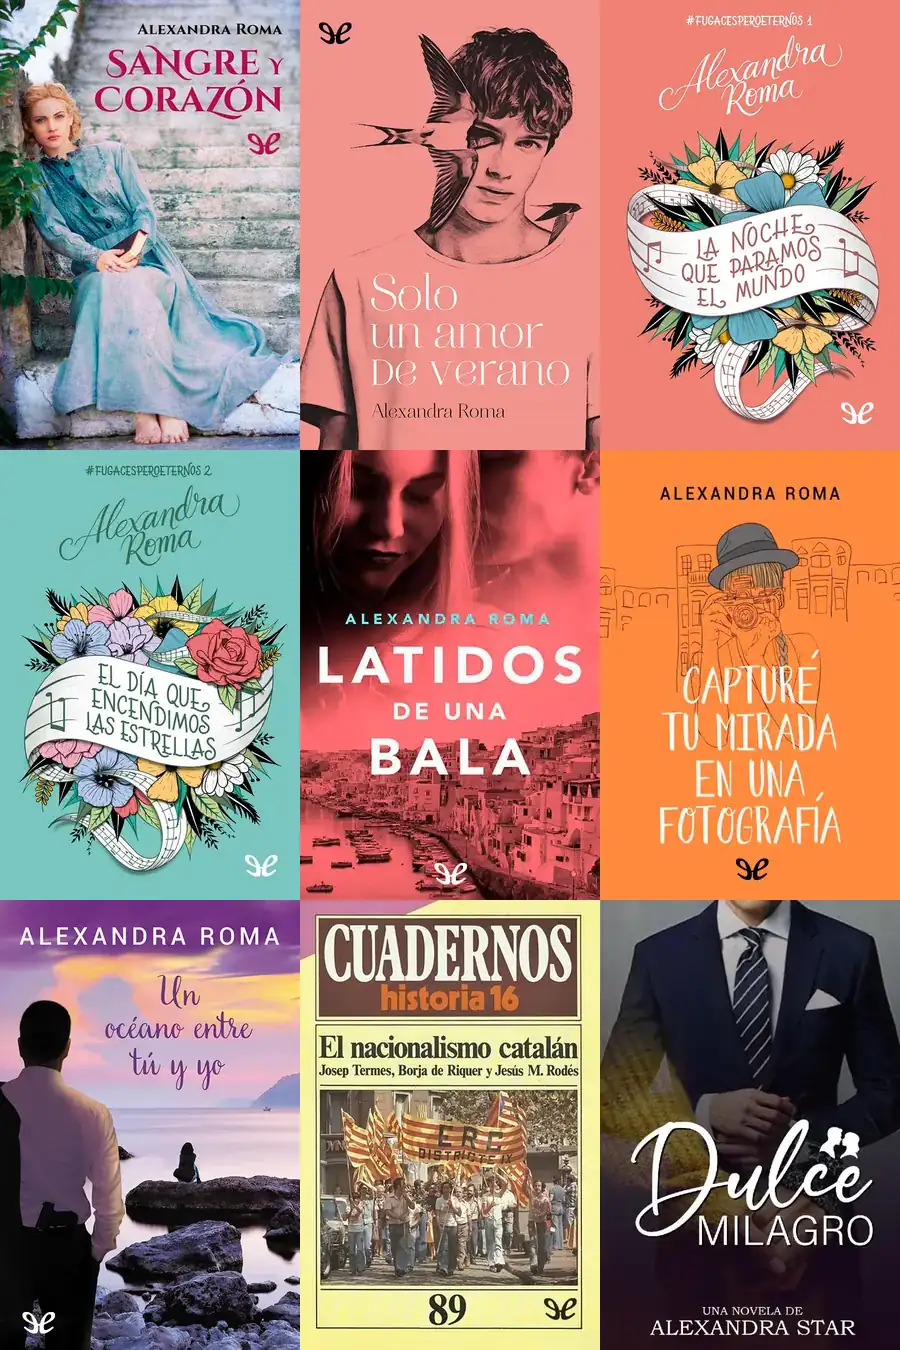 ALEXANDRA ROMA
SANGRE Y
CORAZÓN
Solo
un amor
de verano
Alexandra Roma
#FUGACESPEROETERNOS 1
Alexandra
Roma
LA NOCHE
QUE PARAMOS
EL MUNDO
#FUGACESPEROETERNOS 2
Alexandra
Roma
EL DÍA QUE
ENCENDIMOS
LAS ESTRELLAS
ALEXANDRA ROMA
LATIDOS
DE UNA
BALA
ALEXANDRA ROMA
CAPTURÉ
TU MIRADA
EN UNA
FOTOGRAFÍA
ALEXANDRA ROMA
Un
océano entre
tú y yo
CUADERNOS
historia 16
El nacionalismo catalán
Josep Termes, Borja de Riquer y Jesús M. Rodés
E.R.C.
DISTRICTE IX
89
Dulce
MILAGRO
UNA NOVELA DE
ALEXANDRA STAR